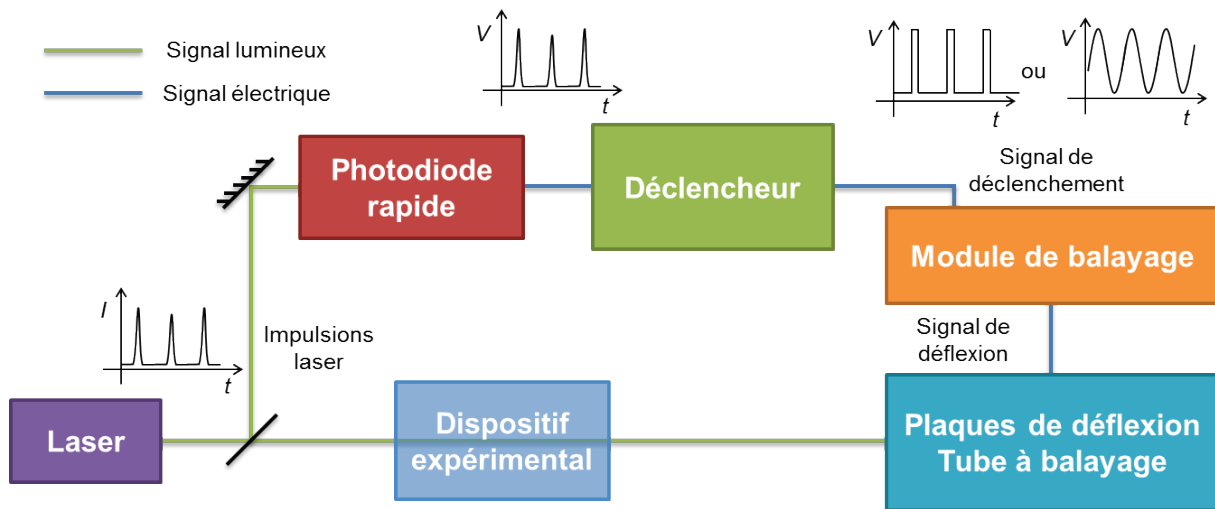 Signal lumineux
Signal électrique
V
t
V
t
ou
V
t
Photodiode
rapide
Déclencheur
Signal de
déclenchement
Module de balayage
I
t
Impulsions
laser
Signal de
déflexion
Laser
Dispositif
expérimental
Plaques de déflexion
Tube à balayage